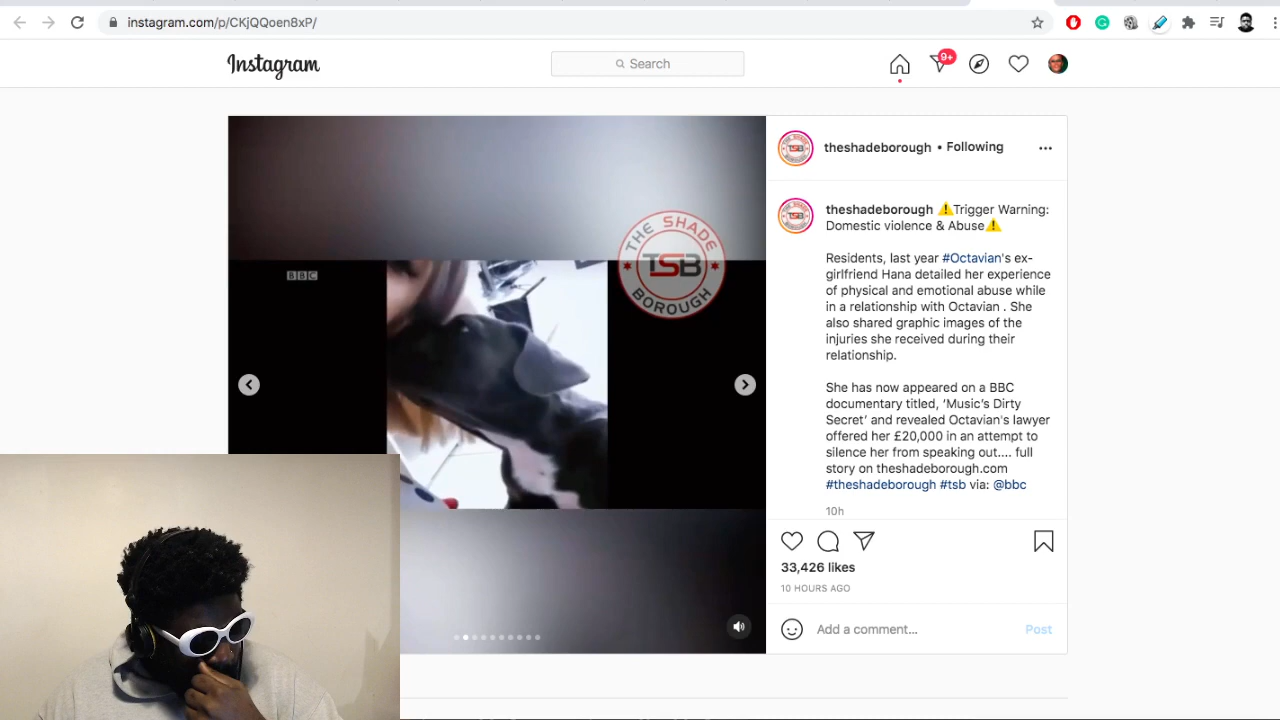 instagram.com/p/CKjQQoen8xP/
Instagram
Search
9+
theshadeborough • Following
THE SHADE
TSB
BOROUGH
BBC
theshadeborough ⚠️Trigger Warning:
Domestic violence & Abuse⚠️
Residents, last year #Octavian's ex-
girlfriend Hana detailed her experience
of physical and emotional abuse while
in a relationship with Octavian . She
also shared graphic images of the
injuries she received during their
relationship.
She has now appeared on a BBC
documentary titled, ‘Music’s Dirty
Secret’ and revealed Octavian's lawyer
offered her £20,000 in an attempt to
silence her from speaking out.... full
story on theshadeborough.com
#theshadeborough #tsb via: @bbc
10h
33,426 likes
10 HOURS AGO
Add a comment...
Post